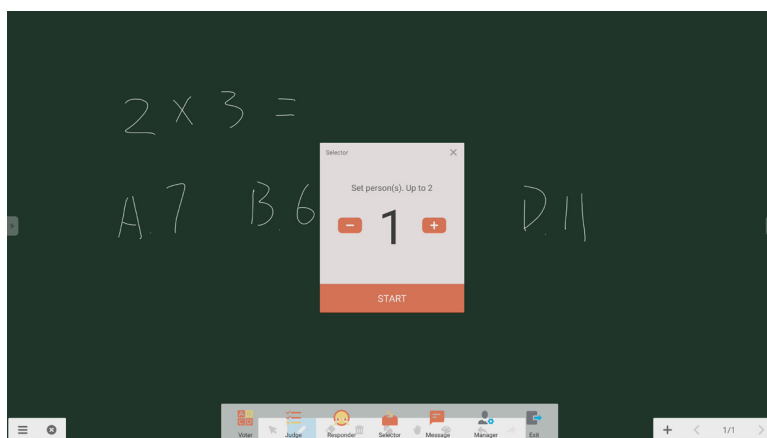 2 × 3 =
Selector
Set person(s). Up to 2
1
START
A.7 B.6 D.11
Voter Judge Responder Selector Message Manager Exit
1/1